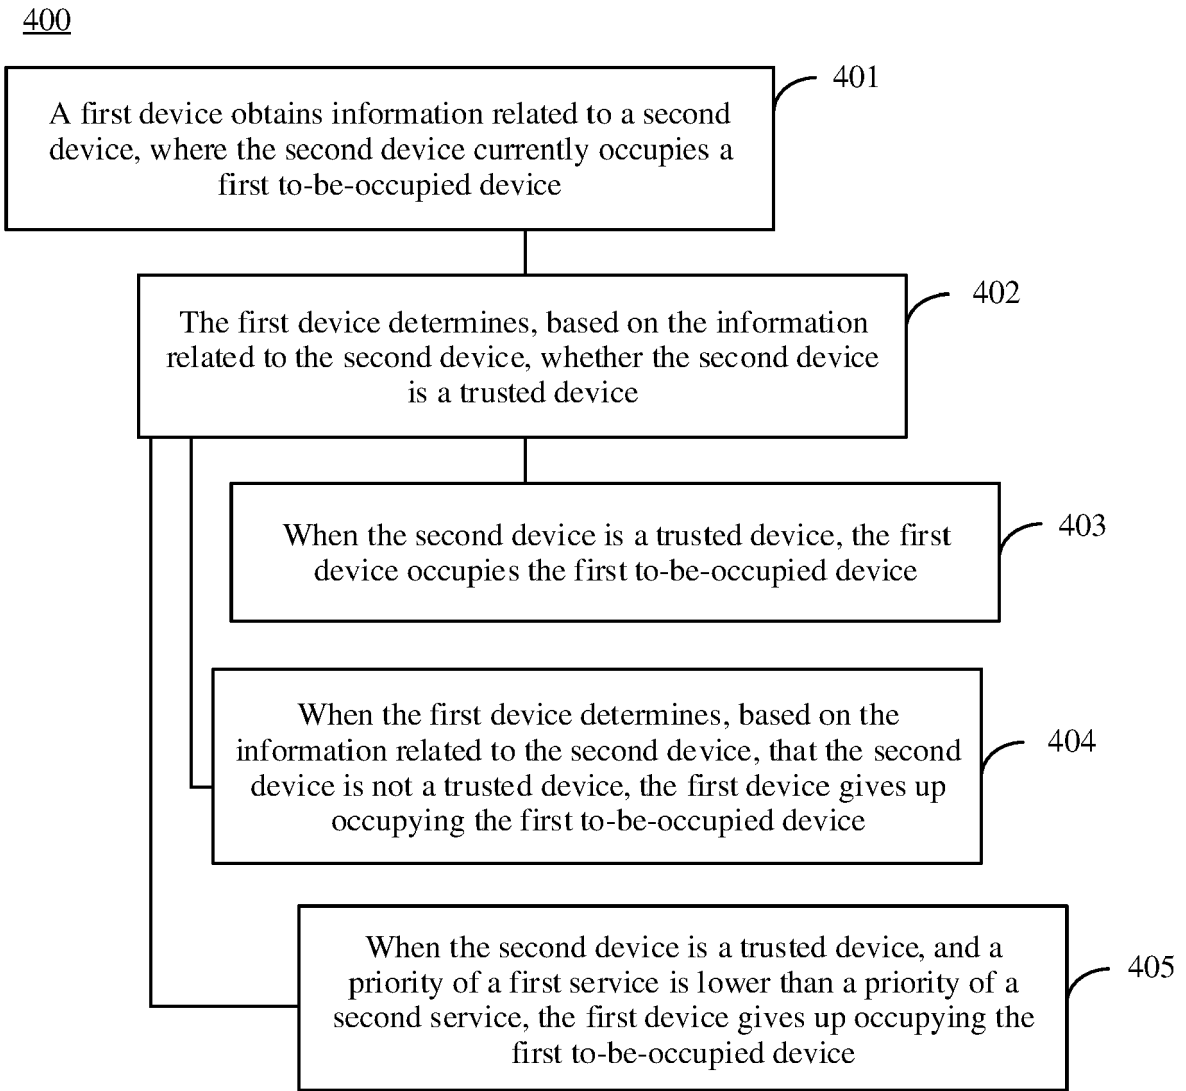 400
401
A first device obtains information related to a second
device, where the second device currently occupies a
first to-be-occupied device
402
The first device determines, based on the information
related to the second device, whether the second device
is a trusted device
403
When the second device is a trusted device, the first
device occupies the first to-be-occupied device
404
When the first device determines, based on the
information related to the second device, that the second
device is not a trusted device, the first device gives up
occupying the first to-be-occupied device
405
When the second device is a trusted device, and a
priority of a first service is lower than a priority of a
second service, the first device gives up occupying the
first to-be-occupied device